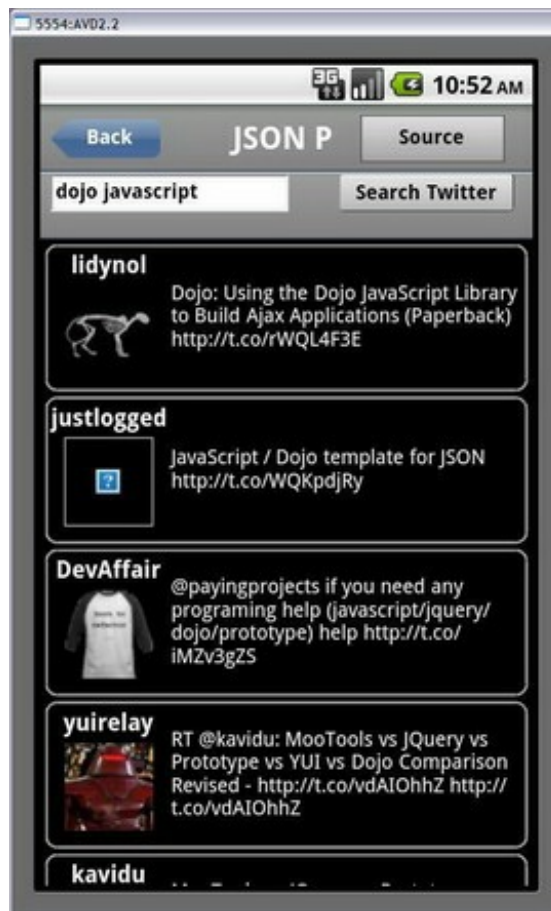 5554:AVD2.2
3G
10:52 AM
Back
JSON P
Source
dojo javascript
Search Twitter
lidynol
Dojo: Using the Dojo JavaScript Library
to Build Ajax Applications (Paperback)
http://t.co/rWQL4F3E
justlogged
JavaScript / Dojo template for JSON
http://t.co/WQKpdjRy
?
DevAffair
@payingprojects if you need any
programing help (javascript/jquery/
dojo/prototype) help http://t.co/
iMZv3gZS
yuirelay
RT @kavidu: MooTools vs JQuery vs
Prototype vs YUI vs Dojo Comparison
Revised - http://t.co/vdAIOhhZ http://
t.co/vdAIOhhZ
kavidu